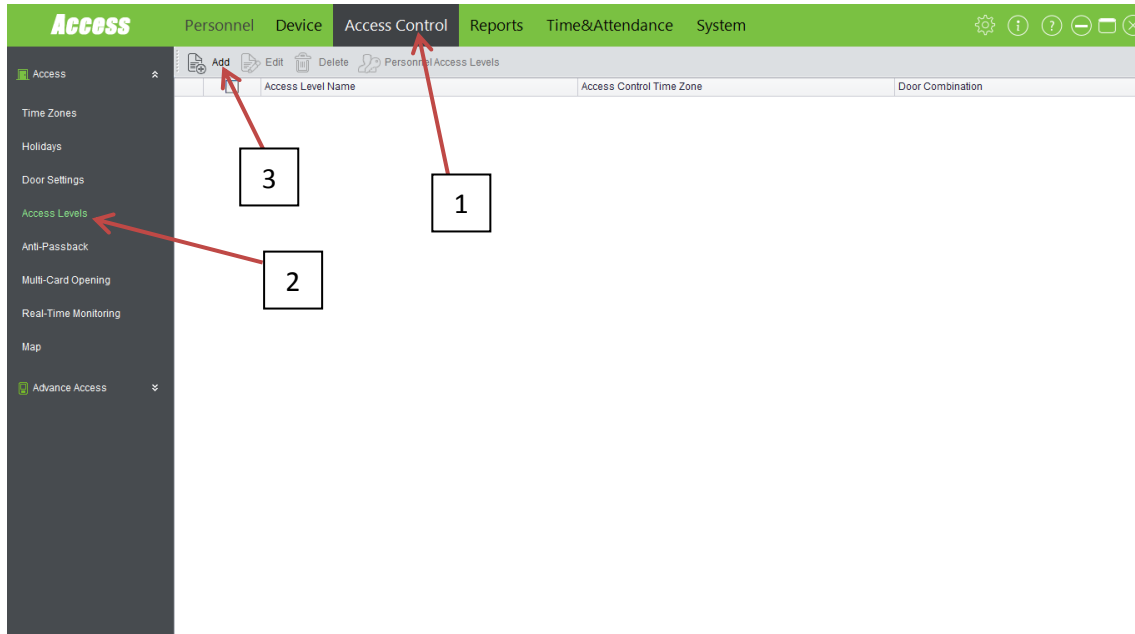 Access Personnel Device Access Control Reports Time&Attendance System
Access
Add Edit Delete Personnel Access Levels
Access Level Name Access Control Time Zone Door Combination
Time Zones
Holidays
Door Settings
Access Levels
Anti-Passback
Multi-Card Opening
Real-Time Monitoring
Map
Advance Access
3
1
2